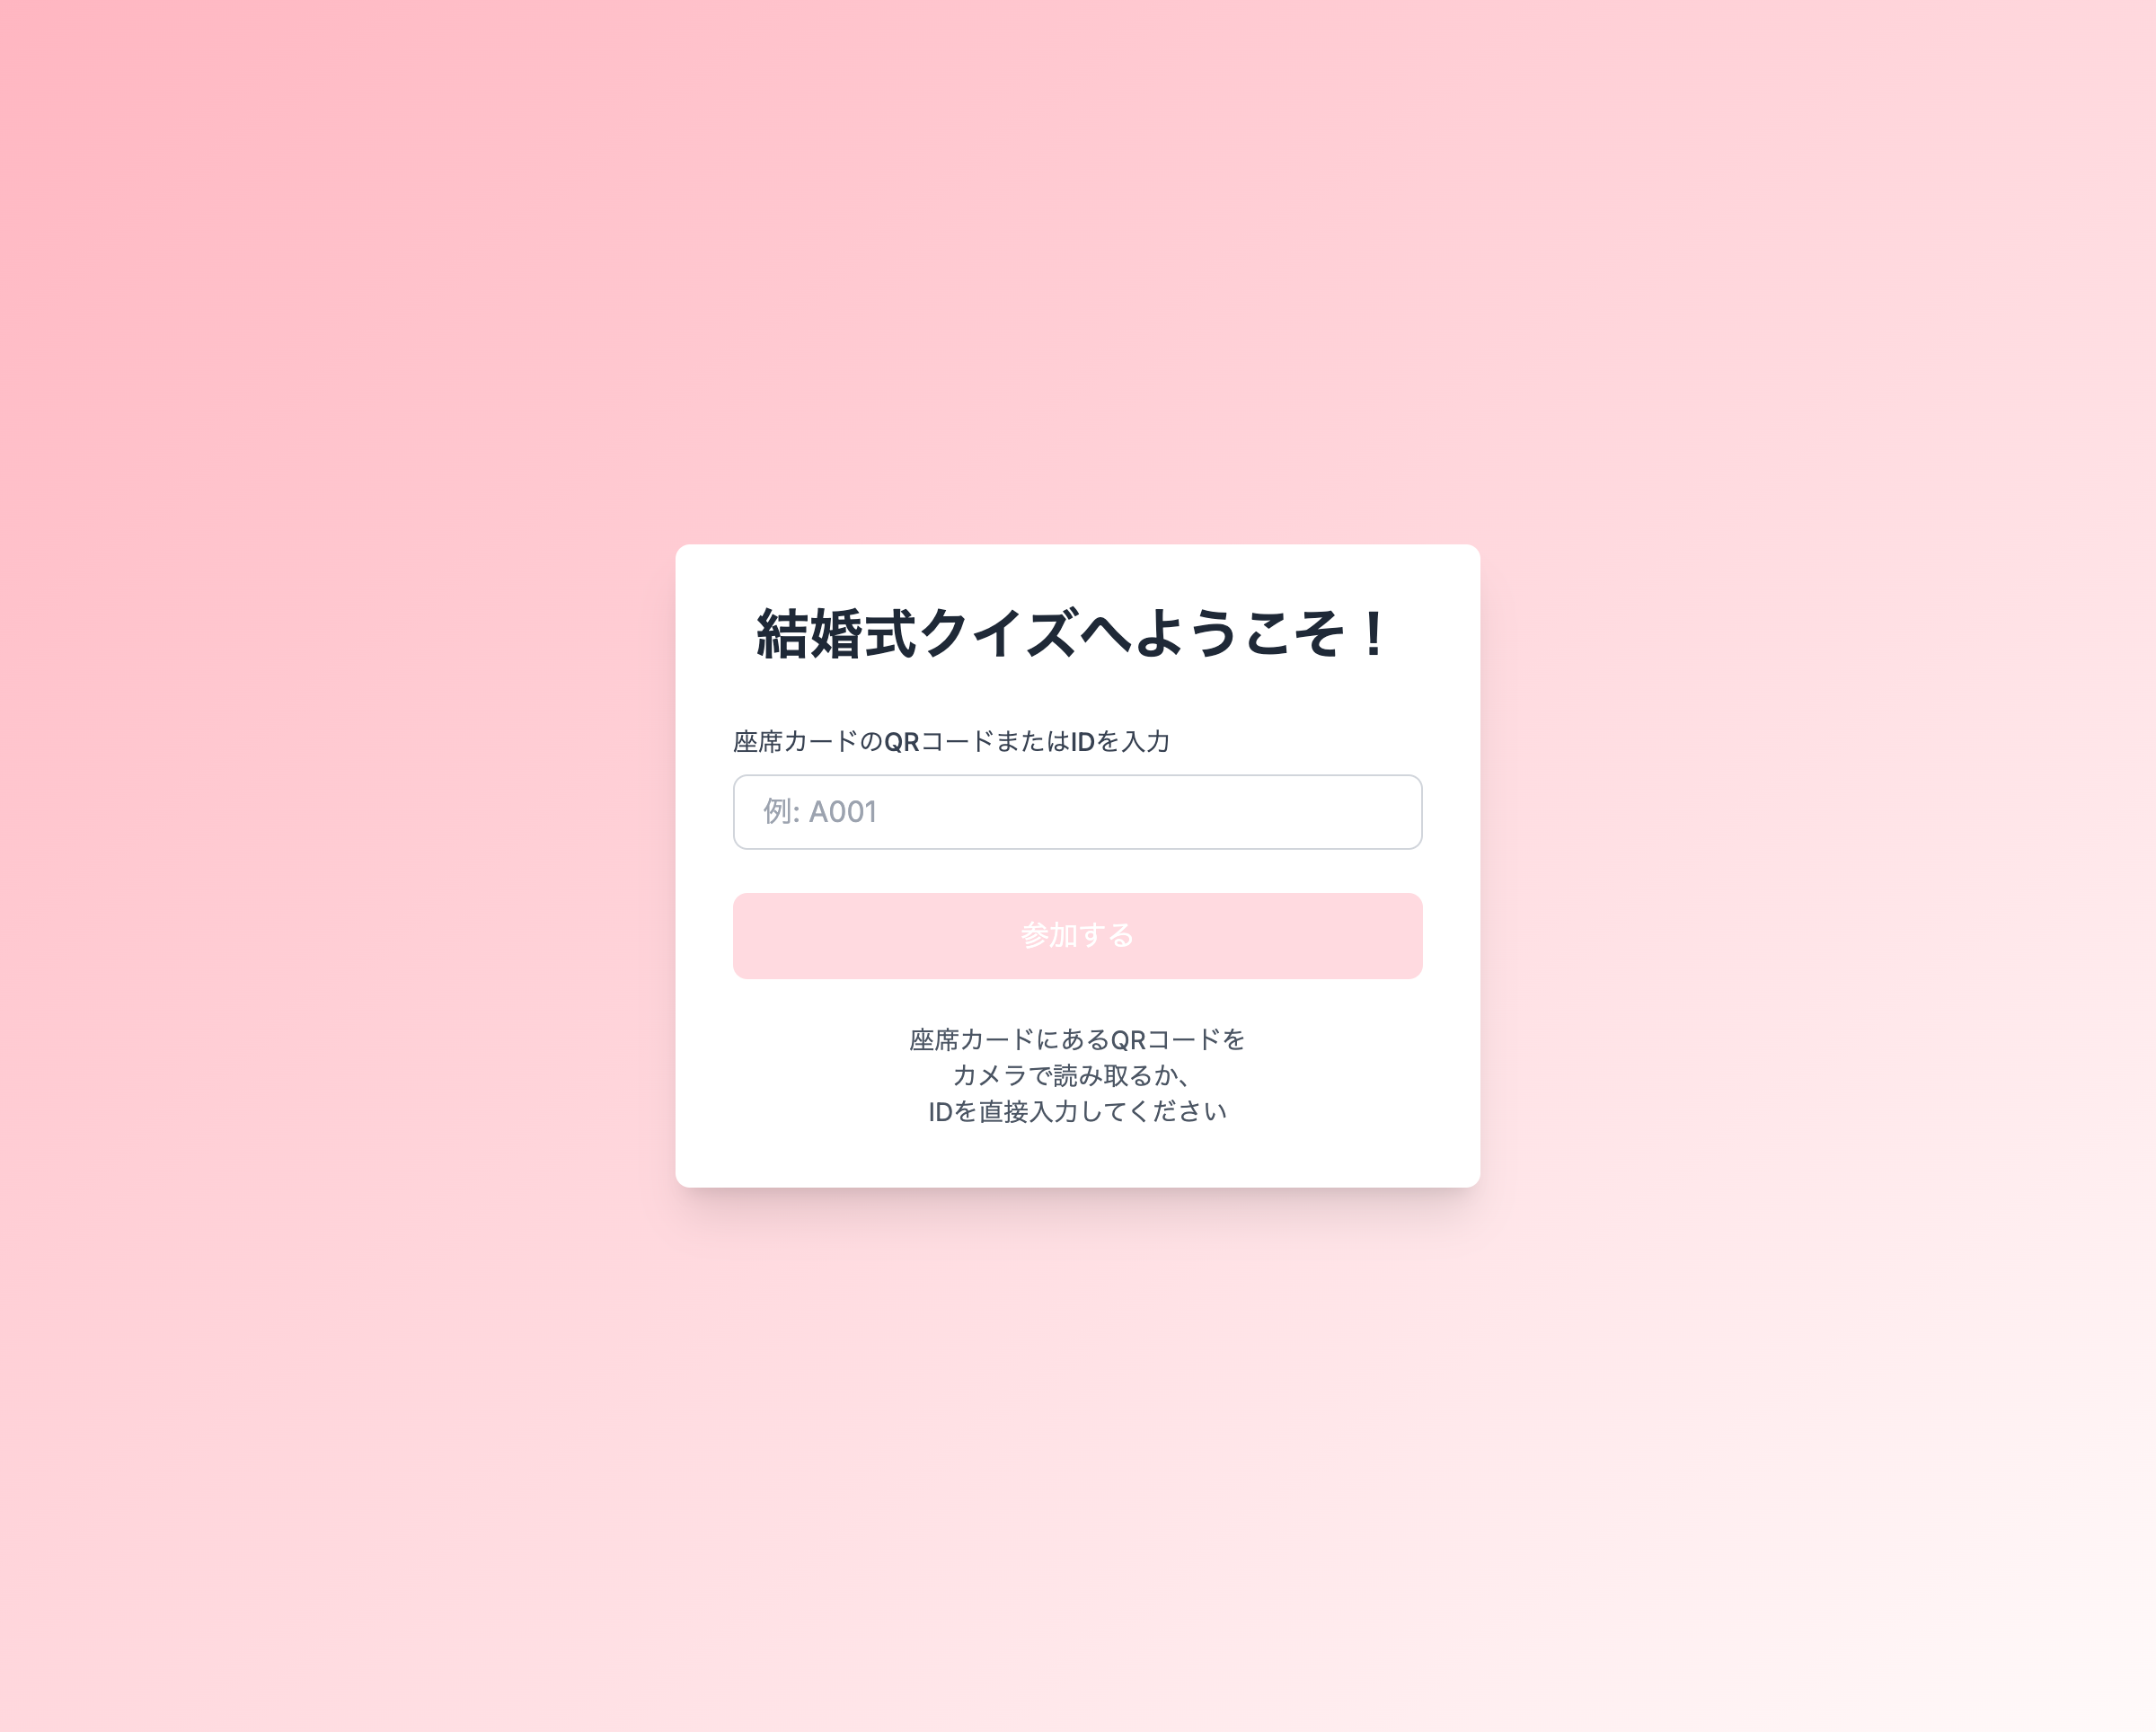 結婚式クイズへようこそ！
座席カードのQRコードまたはIDを入力
例: A001
参加する
座席カードにあるQRコードを
カメラで読み取るか、
IDを直接入力してください